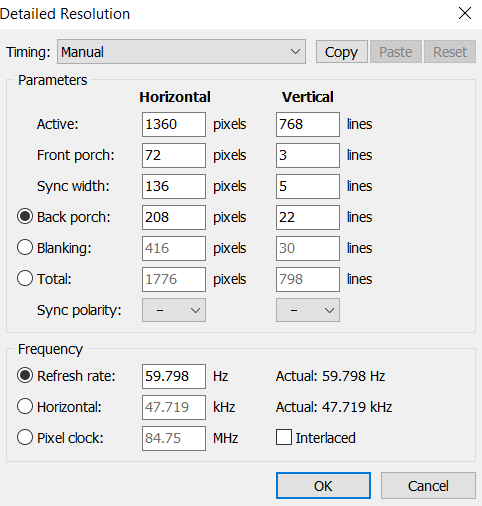 Detailed Resolution
Timing: Manual Copy Paste Reset
Parameters
Horizontal Vertical
Active: 1360 pixels 768 lines
Front porch: 72 pixels 3 lines
Sync width: 136 pixels 5 lines
Back porch: 208 pixels 22 lines
Blanking: 416 pixels 30 lines
Total: 1776 pixels 798 lines
Sync polarity: – –
Frequency
Refresh rate: 59.798 Hz Actual: 59.798 Hz
Horizontal: 47.719 kHz Actual: 47.719 kHz
Pixel clock: 84.75 MHz Interlaced
OK Cancel